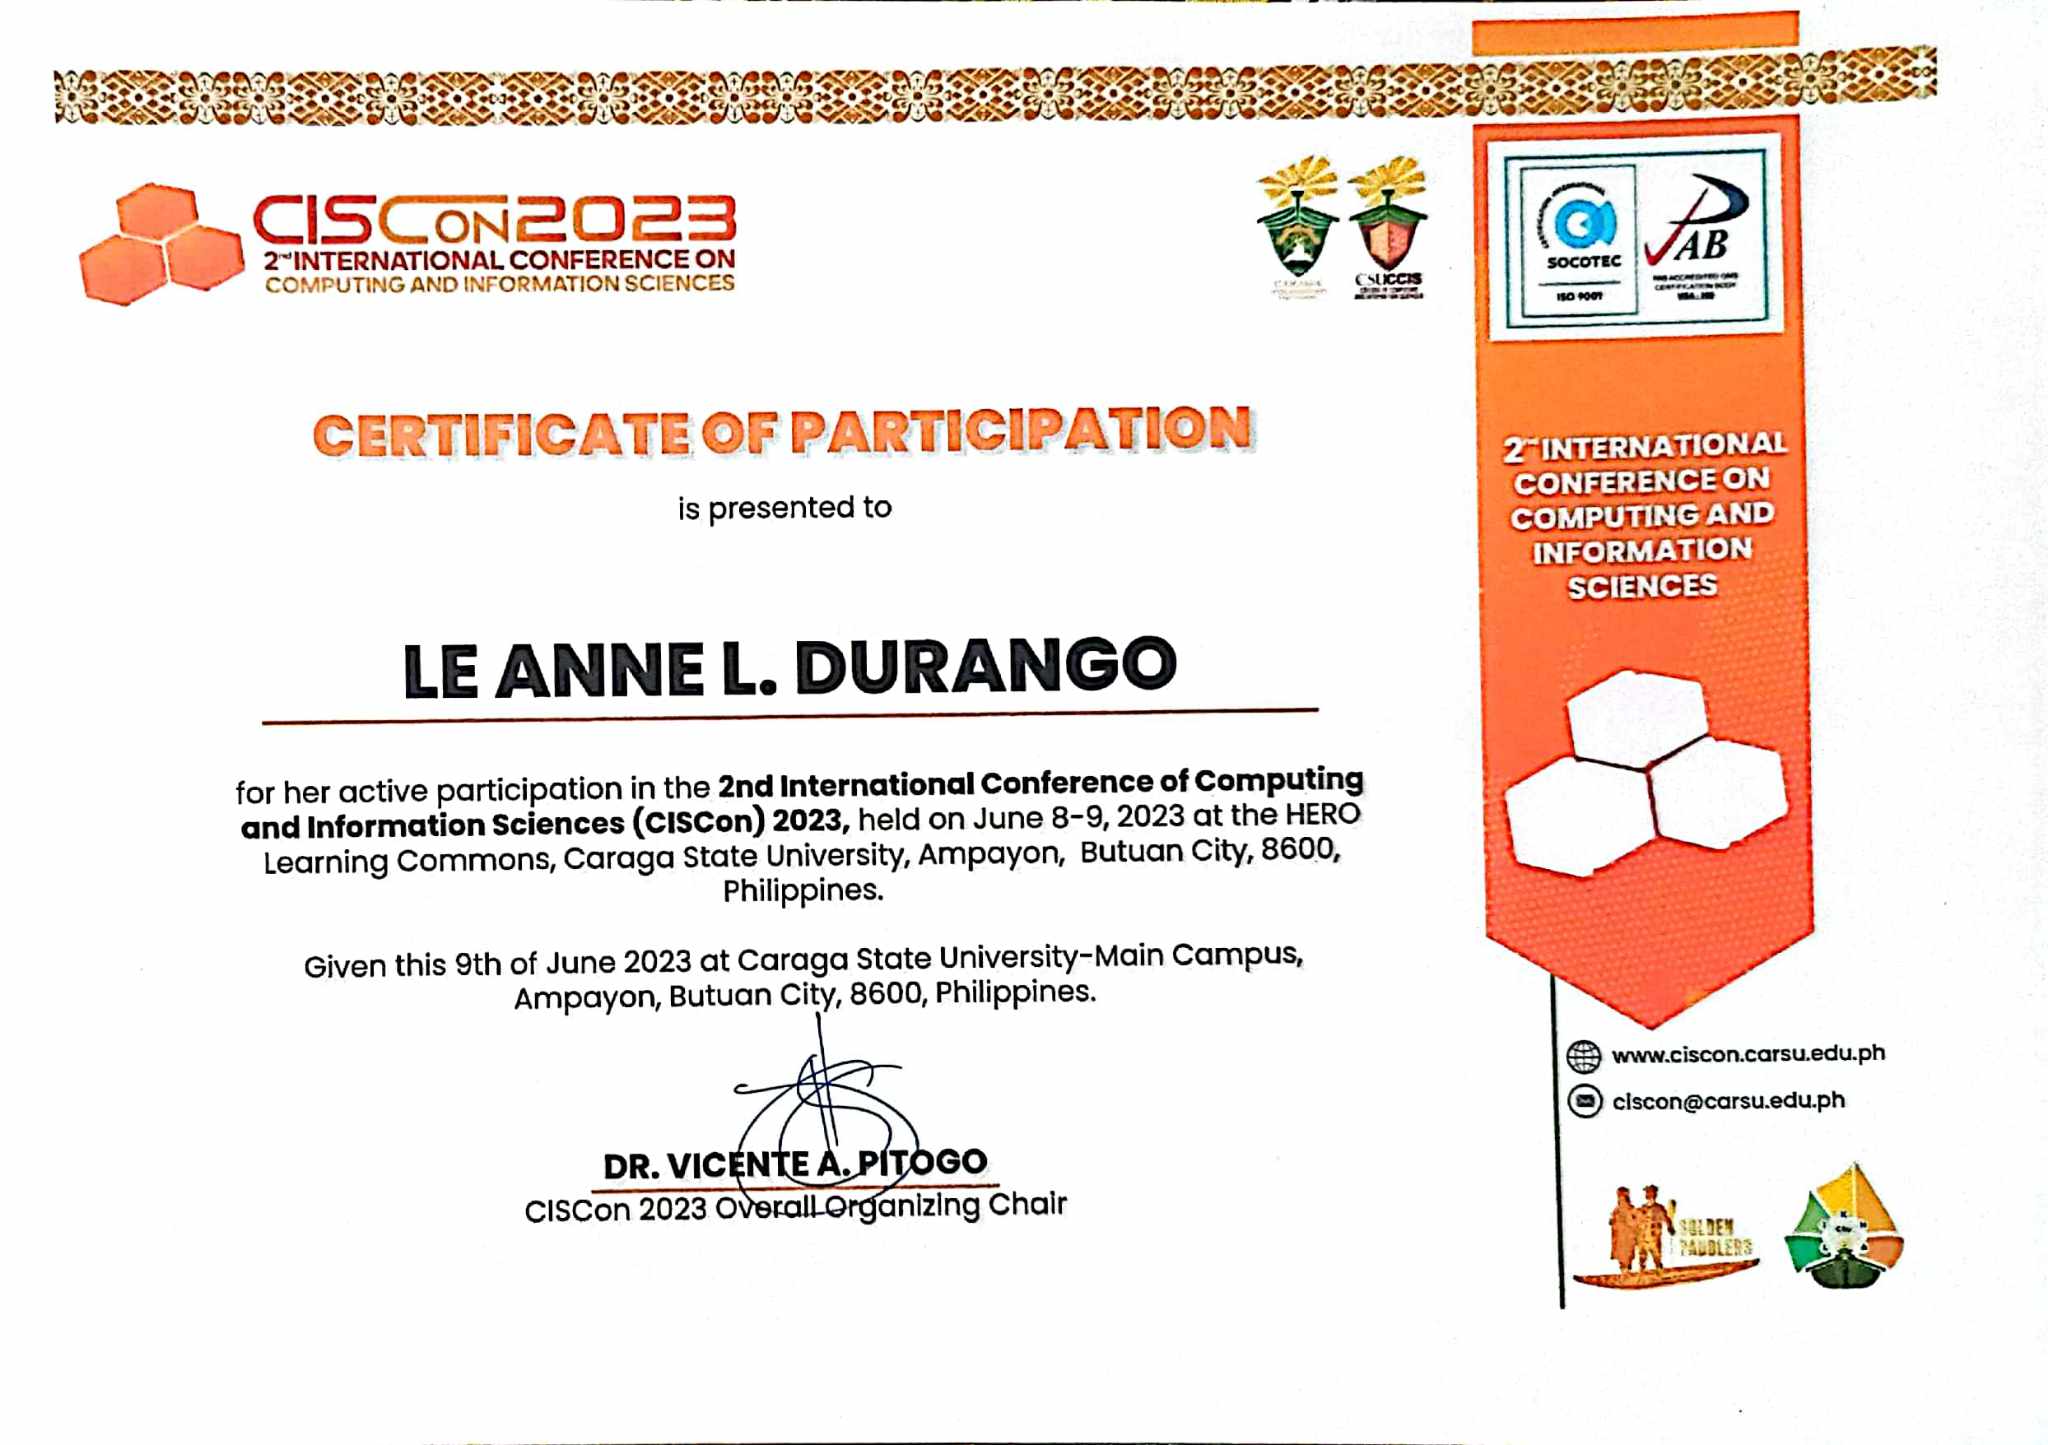 CISCON2023
2nd INTERNATIONAL CONFERENCE ON
COMPUTING AND INFORMATION SCIENCES
CSUCCIS
SOCOTEC
ISO 9001
PAB
CERTIFICATE OF PARTICIPATION
is presented to
LE ANNE L. DURANGO
for her active participation in the 2nd International Conference of Computing
and Information Sciences (CISCon) 2023, held on June 8-9, 2023 at the HERO
Learning Commons, Caraga State University, Ampayon, Butuan City, 8600,
Philippines.
Given this 9th of June 2023 at Caraga State University-Main Campus,
Ampayon, Butuan City, 8600, Philippines.
DR. VICENTE A. PITOGO
CISCon 2023 Overall Organizing Chair
2nd INTERNATIONAL
CONFERENCE ON
COMPUTING AND
INFORMATION
SCIENCES
www.ciscon.carsu.edu.ph
ciscon@carsu.edu.ph
GOLDEN
PADDLERS